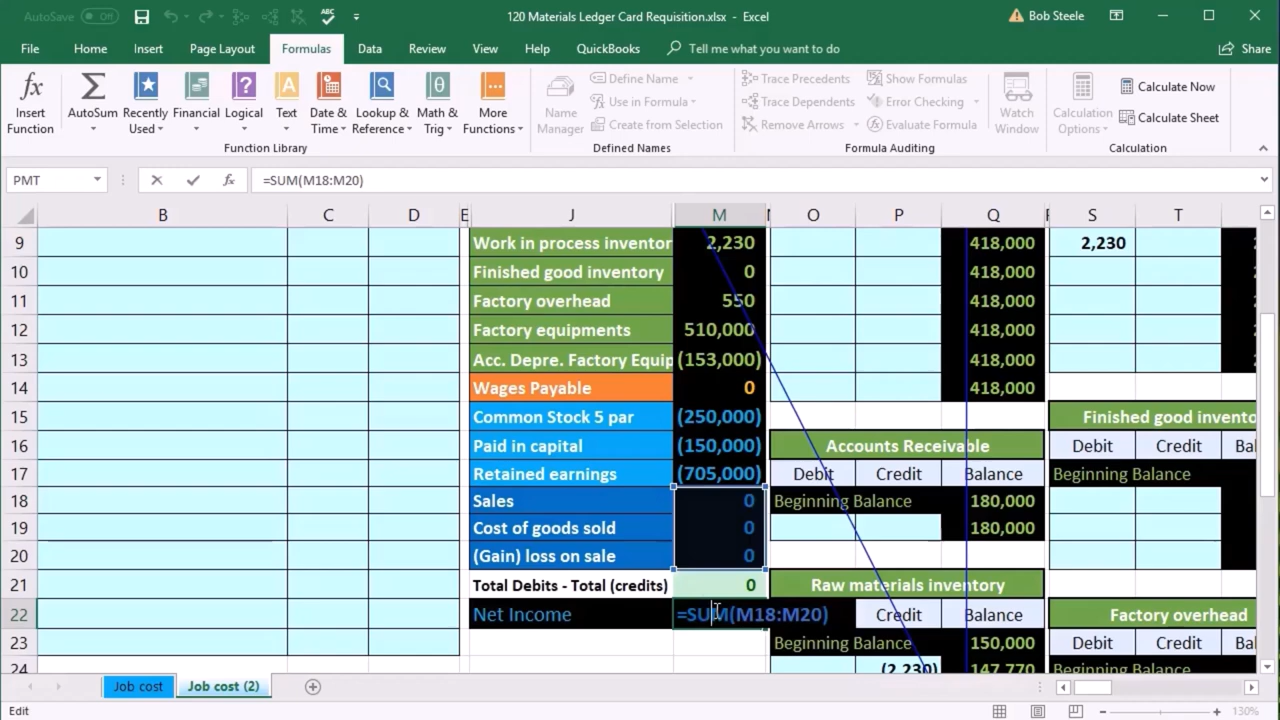 AutoSave Off 120 Materials Ledger Card Requisition.xlsx - Excel Bob Steele
File Home Insert Page Layout Formulas Data Review View Help QuickBooks Tell me what you want to do Share
Insert Function
AutoSum
Recently Used
Financial
Logical
Text
Date & Time
Lookup & Reference
Math & Trig
More Functions
Function Library
Name Manager
Define Name
Use in Formula
Create from Selection
Defined Names
Trace Precedents
Trace Dependents
Remove Arrows
Show Formulas
Error Checking
Evaluate Formula
Formula Auditing
Watch Window
Calculation Options
Calculate Now
Calculate Sheet
Calculation
PMT fx =SUM(M18:M20)
B C D E J M O P Q S T
9 Work in process inventor 2,230 418,000 2,230
10 Finished good inventory 0 418,000
11 Factory overhead 550 418,000
12 Factory equipments 510,000 418,000
13 Acc. Depre. Factory Equip (153,000) 418,000
14 Wages Payable 0 418,000
15 Common Stock 5 par (250,000) Finished good invento
16 Paid in capital (150,000) Accounts Receivable Debit Credit Bal
17 Retained earnings (705,000) Debit Credit Balance Beginning Balance
18 Sales 0 Beginning Balance 180,000
19 Cost of goods sold 0 180,000
20 (Gain) loss on sale 0
21 Total Debits - Total (credits) 0 Raw materials inventory
22 Net Income =SUM(M18:M20) Credit Balance Factory overhead
23 Beginning Balance 150,000 Debit Credit
24 (2,230) 147,770 Beginning Balance
Job cost Job cost (2)
Edit 130%